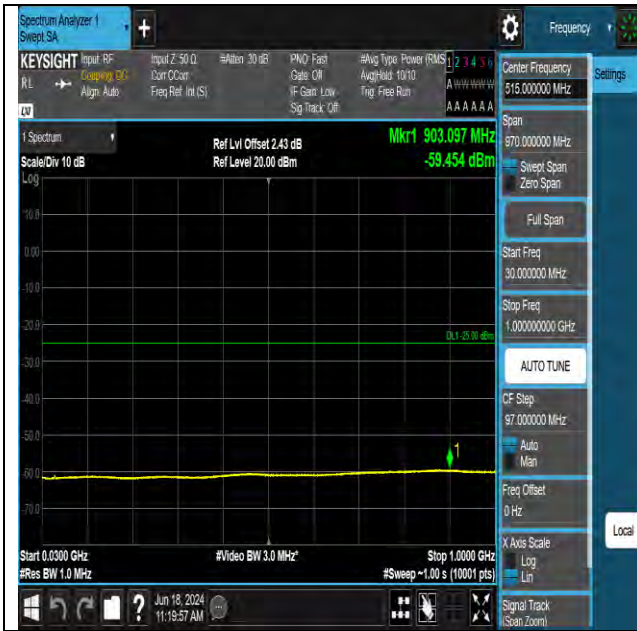 Spectrum Analyzer 1
Swept SA
+
Frequency
KEYSIGHT
RL
Input: RF
Coupling: DC
Align: Auto
Input Z: 50 Ω
Corr CCorr
Freq Ref: Int (S)
#Atten: 30 dB
PNO: Fast
Gate: Off
IF Gain: Low
Sig Track: Off
#Avg Type: Power (RMS
Avg|Hold: 10/10
Trig: Free Run
1 2 3 4 5 6
A W W W W W
A A A A A A
1 Spectrum
Scale/Div 10 dB
Log
Ref Lvl Offset 2.43 dB
Ref Level 20.00 dBm
Mkr1 903.097 MHz
-59.454 dBm
10.0
0.00
-10.0
-20.0
-30.0
-40.0
-50.0
-60.0
-70.0
DL1 -25.00 dBm
1
Start 0.0300 GHz
#Res BW 1.0 MHz
#Video BW 3.0 MHz*
Stop 1.0000 GHz
#Sweep ~1.00 s (10001 pts)
?
Jun 18, 2024
11:19:57 AM
Center Frequency
515.000000 MHz
Settings
Span
970.000000 MHz
Swept Span
Zero Span
Full Span
Start Freq
30.000000 MHz
Stop Freq
1.000000000 GHz
AUTO TUNE
CF Step
97.000000 MHz
Auto
Man
Freq Offset
0 Hz
Local
X Axis Scale
Log
Lin
Signal Track
(Span Zoom)